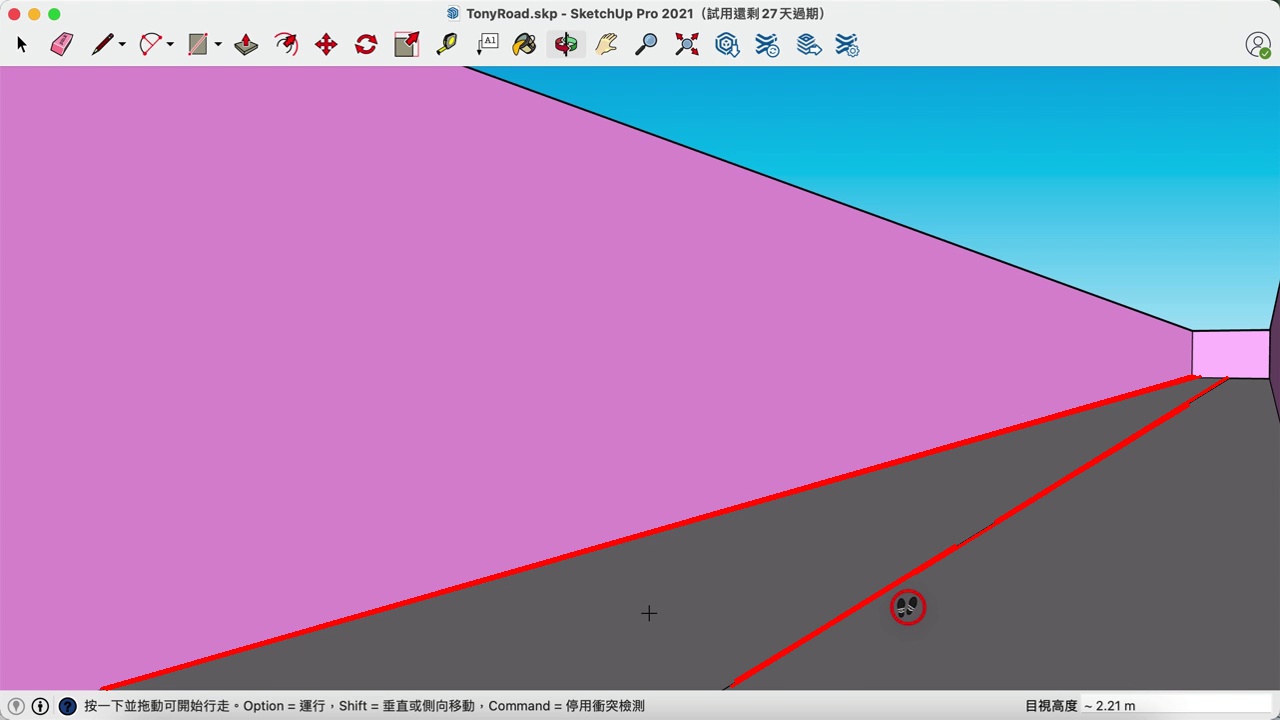 TonyRoad.skp - SketchUp Pro 2021（試用還剩 27 天過期）
A1
按一下並拖動可開始行走。Option = 運行，Shift = 垂直或側向移動，Command = 停用衝突檢測
目視高度 ~ 2.21 m